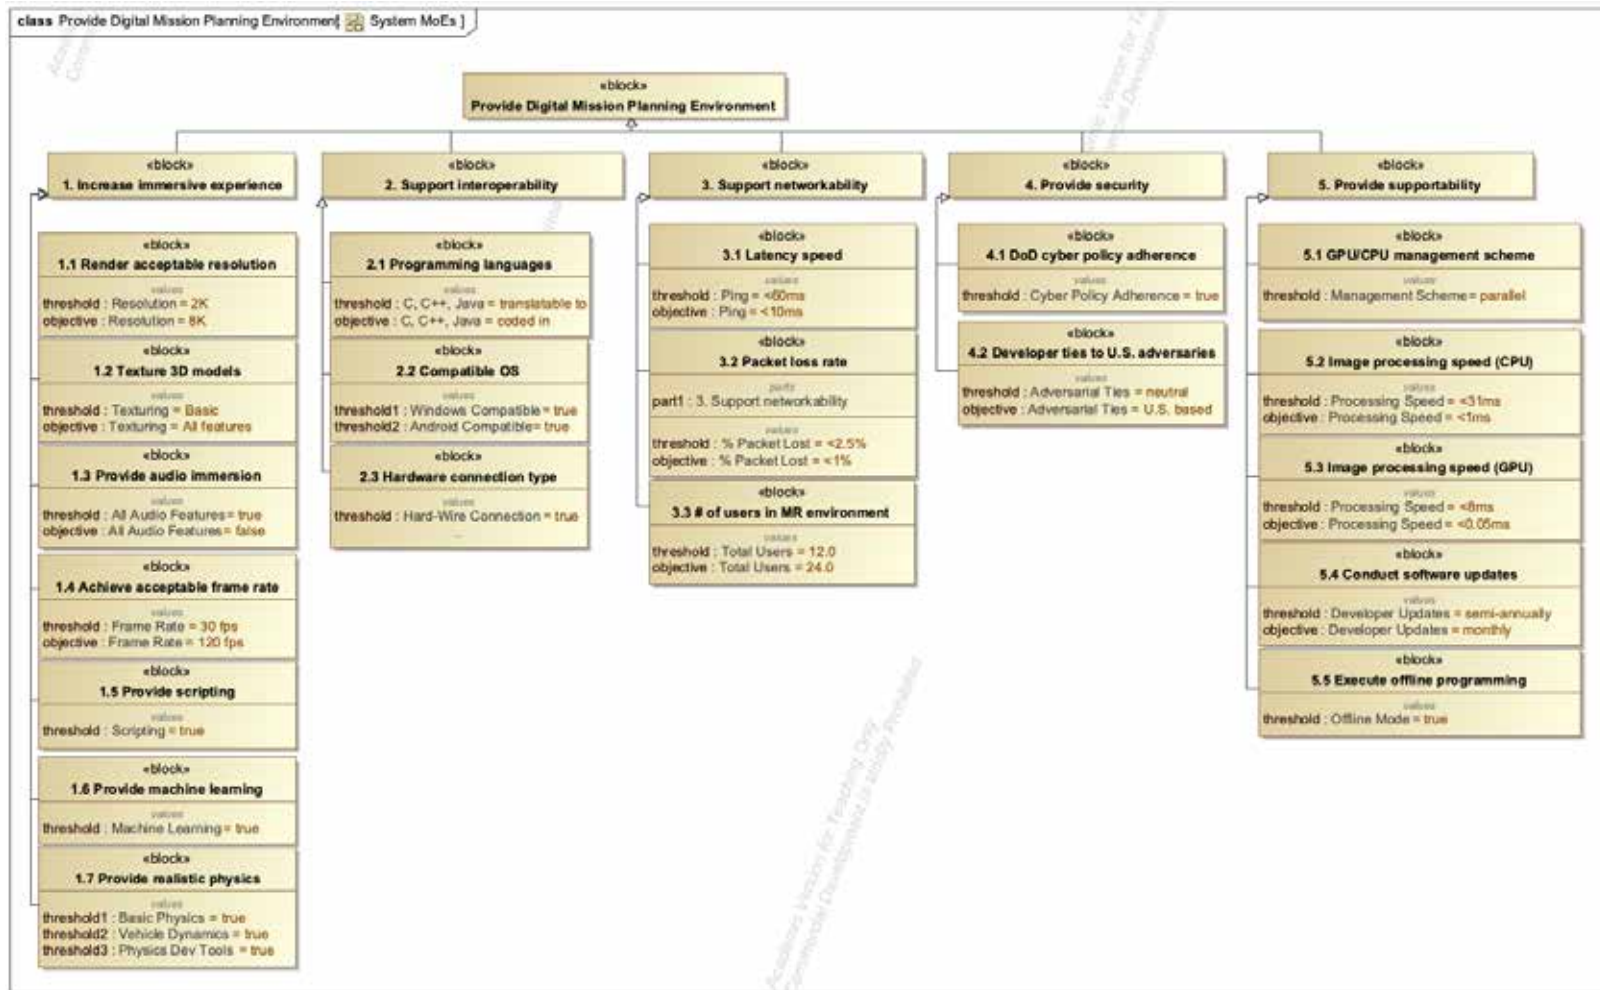 class Provide Digital Mission Planning Environment[ System MoEs ]
«block»
Provide Digital Mission Planning Environment
«block»
1. Increase immersive experience
«block»
1.1 Render acceptable resolution
values
threshold : Resolution = 2K
objective : Resolution = 8K
«block»
1.2 Texture 3D models
values
threshold : Texturing = Basic
objective : Texturing = All features
«block»
1.3 Provide audio immersion
values
threshold : All Audio Features= true
objective : All Audio Features= false
«block»
1.4 Achieve acceptable frame rate
values
threshold : Frame Rate = 30 fps
objective : Frame Rate = 120 fps
«block»
1.5 Provide scripting
values
threshold : Scripting = true
«block»
1.6 Provide machine learning
values
threshold : Machine Learning = true
«block»
1.7 Provide realistic physics
values
threshold1 : Basic Physics = true
threshold2 : Vehicle Dynamics = true
threshold3 : Physics Dev Tools = true
«block»
2. Support interoperability
«block»
2.1 Programming languages
values
threshold : C, C++, Java = translatable to
objective : C, C++, Java = coded in
«block»
2.2 Compatible OS
values
threshold1 : Windows Compatible = true
threshold2 : Android Compatible= true
«block»
2.3 Hardware connection type
values
threshold : Hard-Wire Connection = true
...
«block»
3. Support networkability
«block»
3.1 Latency speed
values
threshold : Ping = <60ms
objective : Ping = <10ms
«block»
3.2 Packet loss rate
parts
part1 : 3. Support networkability
values
threshold : % Packet Lost = <2.5%
objective : % Packet Lost = <1%
«block»
3.3 # of users in MR environment
values
threshold : Total Users = 12.0
objective : Total Users = 24.0
«block»
4. Provide security
«block»
4.1 DoD cyber policy adherence
values
threshold : Cyber Policy Adherence = true
«block»
4.2 Developer ties to U.S. adversaries
values
threshold : Adversarial Ties = neutral
objective : Adversarial Ties = U.S. based
«block»
5. Provide supportability
«block»
5.1 GPU/CPU management scheme
values
threshold : Management Scheme= parallel
«block»
5.2 Image processing speed (CPU)
values
threshold : Processing Speed = <31ms
objective : Processing Speed = <1ms
«block»
5.3 Image processing speed (GPU)
values
threshold : Processing Speed = <8ms
objective : Processing Speed = <0.05ms
«block»
5.4 Conduct software updates
values
threshold : Developer Updates = semi-annually
objective : Developer Updates = monthly
«block»
5.5 Execute offline programming
values
threshold : Offline Mode = true
Academic Version for Teaching Only
Commercial Development is strictly Prohibited